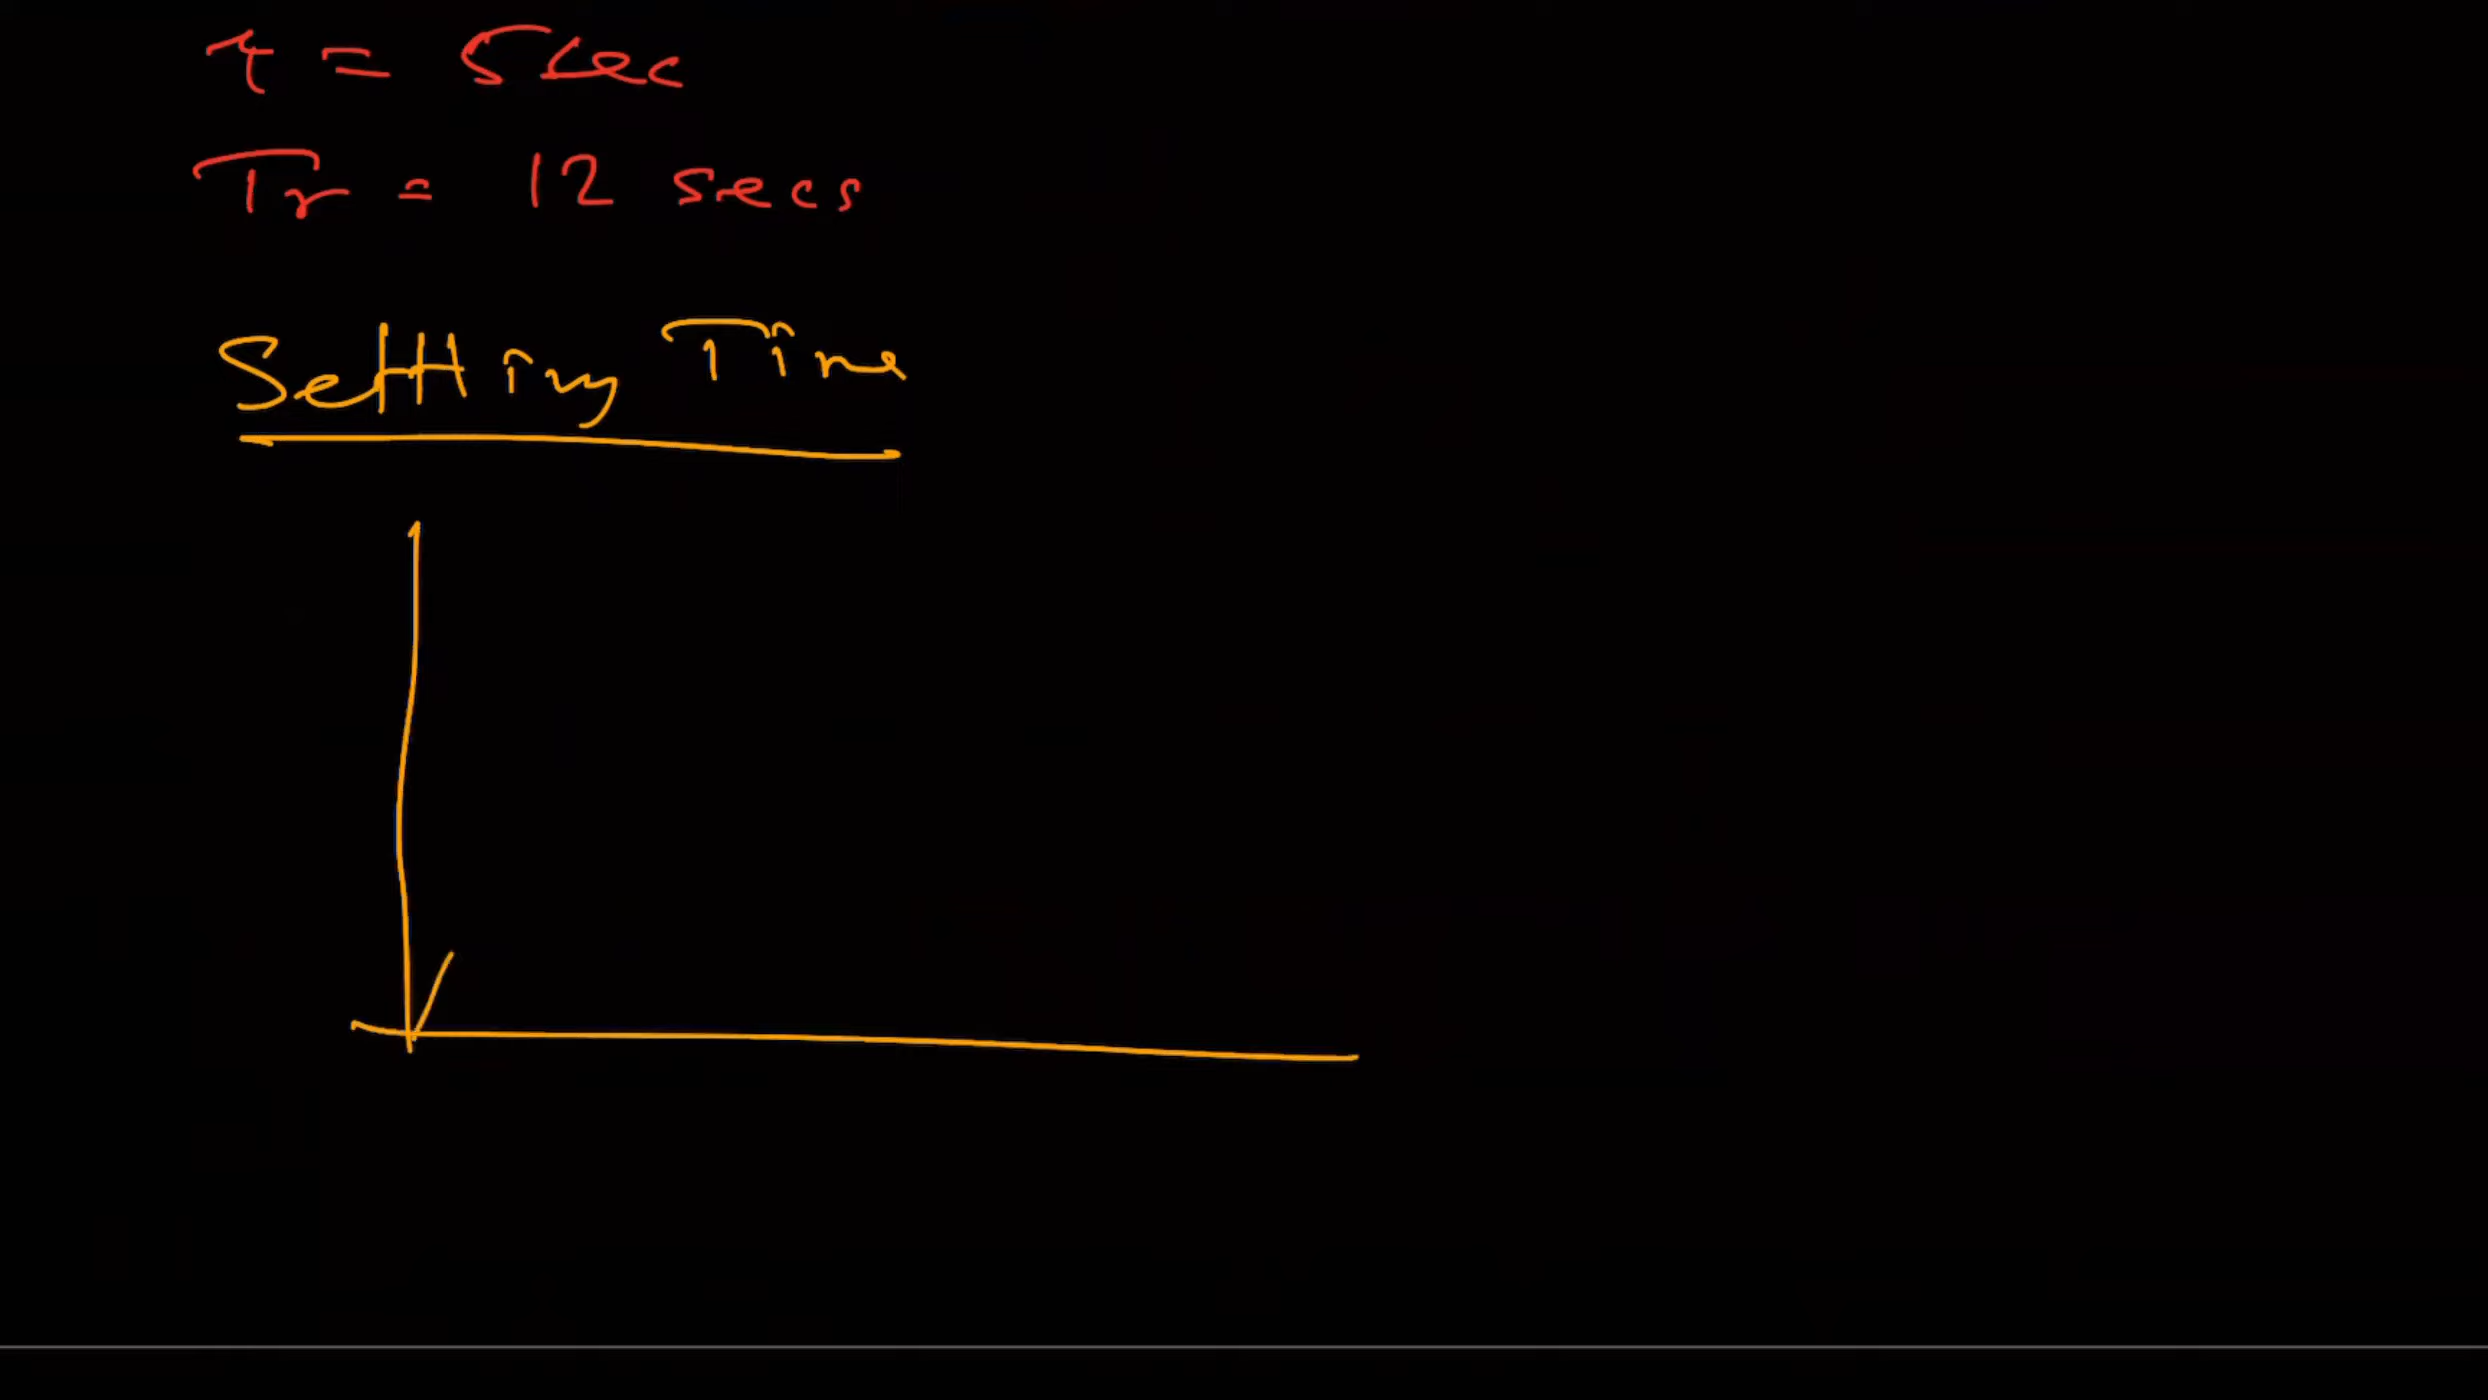 τ = 5 sec
Tr = 12 secs
Settling Time